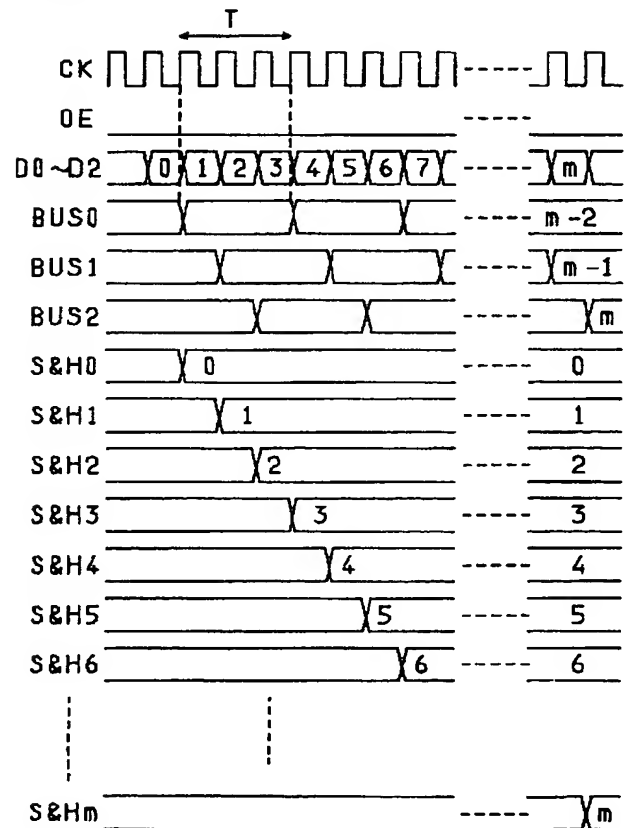 T
CK
OE
D0~D2 0 1 2 3 4 5 6 7 m
BUS0 m-2
BUS1 m-1
BUS2 m
S&H0 0 0
S&H1 1 1
S&H2 2 2
S&H3 3 3
S&H4 4 4
S&H5 5 5
S&H6 6 6
S&Hm m